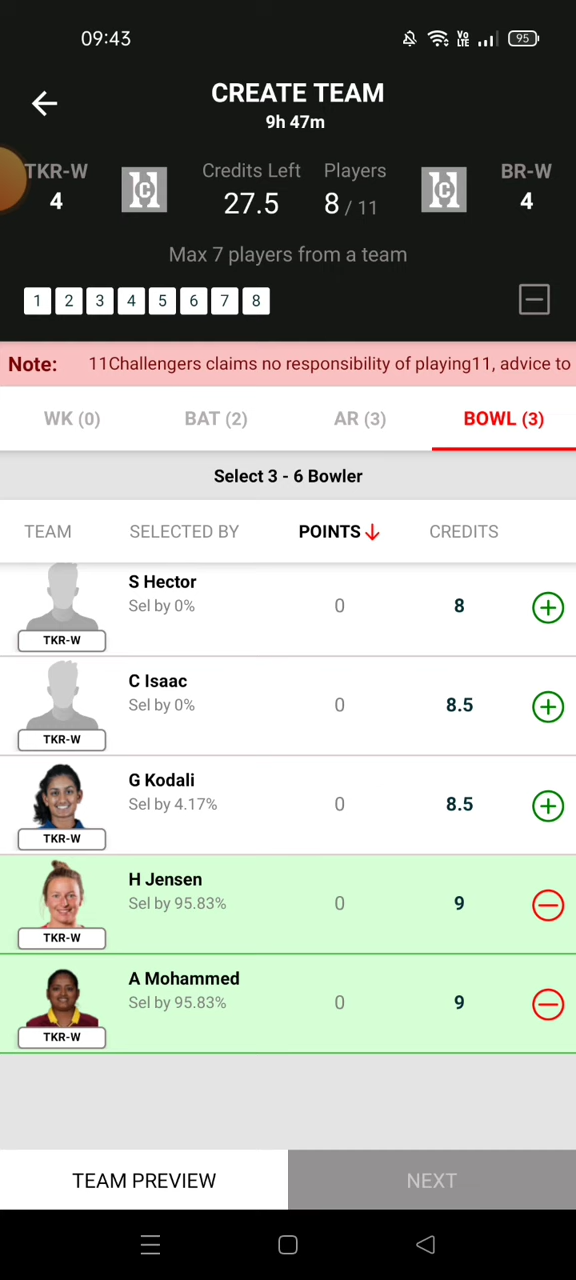 09:43
Vo LTE 95
CREATE TEAM
9h 47m
TKR-W Credits Left Players BR-W
4 27.5 8 / 11 4
Max 7 players from a team
1 2 3 4 5 6 7 8
Note: 11Challengers claims no responsibility of playing11, advice to
WK (0) BAT (2) AR (3) BOWL (3)
Select 3 - 6 Bowler
TEAM SELECTED BY POINTS CREDITS
S Hector
Sel by 0% 0 8
TKR-W
C Isaac
Sel by 0% 0 8.5
TKR-W
G Kodali
Sel by 4.17% 0 8.5
TKR-W
H Jensen
Sel by 95.83% 0 9
TKR-W
A Mohammed
Sel by 95.83% 0 9
TKR-W
TEAM PREVIEW NEXT